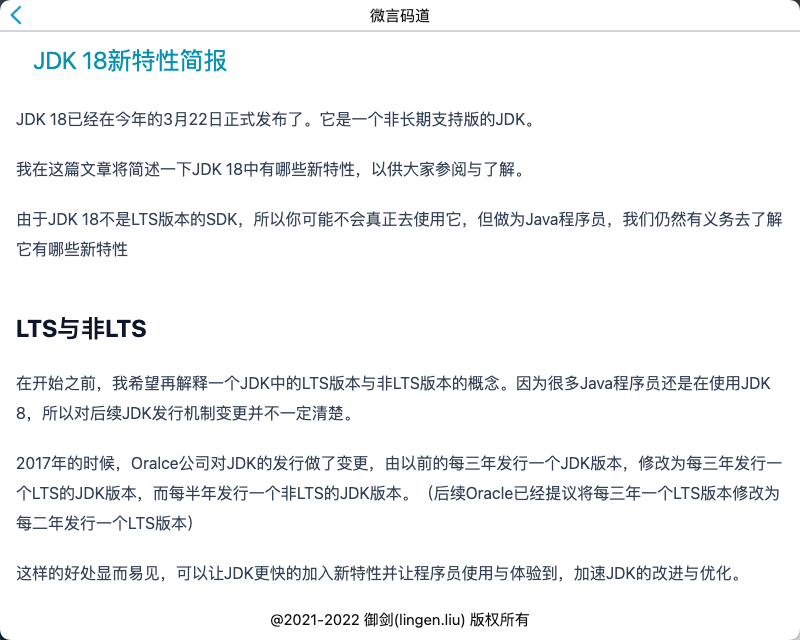 微言码道
JDK 18新特性简报
JDK 18已经在今年的3月22日正式发布了。它是一个非长期支持版的JDK。
我在这篇文章将简述一下JDK 18中有哪些新特性，以供大家参阅与了解。
由于JDK 18不是LTS版本的SDK，所以你可能不会真正去使用它，但做为Java程序员，我们仍然有义务去了解
它有哪些新特性
LTS与非LTS
在开始之前，我希望再解释一个JDK中的LTS版本与非LTS版本的概念。因为很多Java程序员还是在使用JDK
8，所以对后续JDK发行机制变更并不一定清楚。
2017年的时候，Oralce公司对JDK的发行做了变更，由以前的每三年发行一个JDK版本，修改为每三年发行一
个LTS的JDK版本，而每半年发行一个非LTS的JDK版本。（后续Oracle已经提议将每三年一个LTS版本修改为
每二年发行一个LTS版本）
这样的好处显而易见，可以让JDK更快的加入新特性并让程序员使用与体验到，加速JDK的改进与优化。
@2021-2022 御剑(lingen.liu) 版权所有